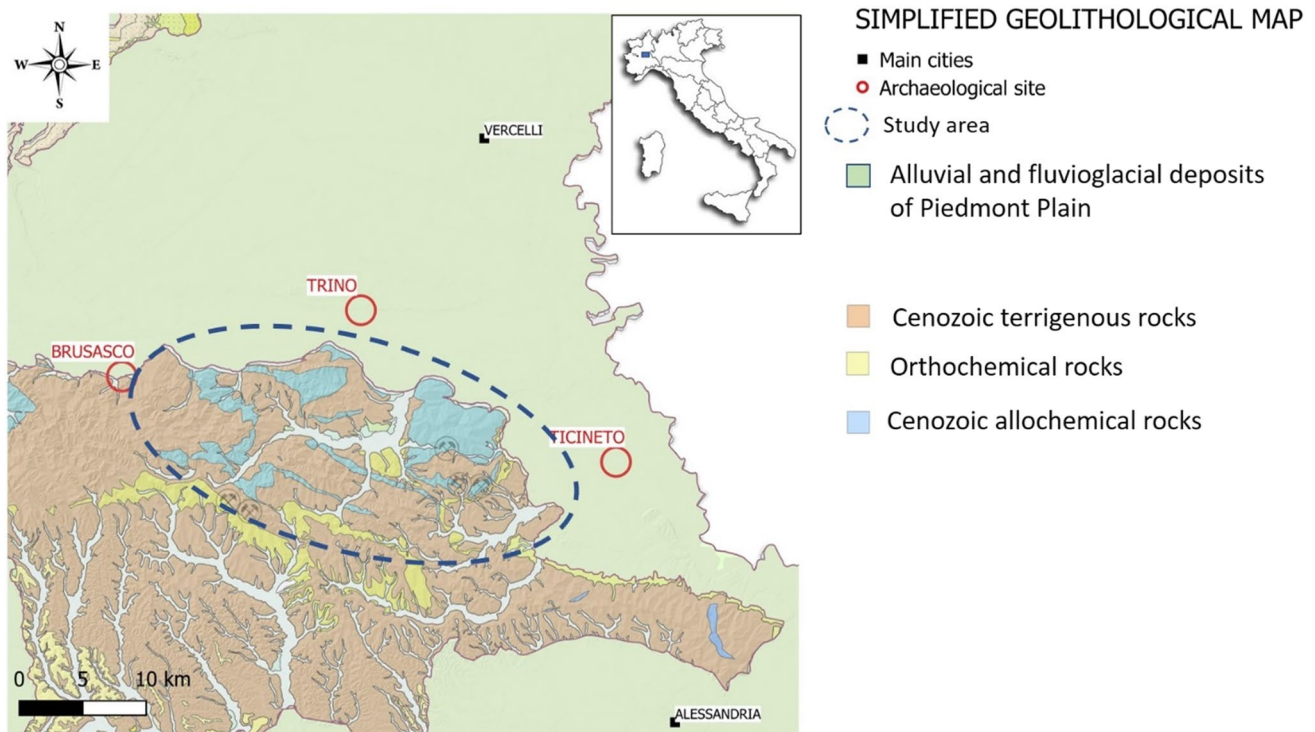 SIMPLIFIED GEOLITHOLOGICAL MAP
Main cities
Archaeological site
Study area
Alluvial and fluvioglacial deposits
of Piedmont Plain
Cenozoic terrigenous rocks
Orthochemical rocks
Cenozoic allochemical rocks
N
W
E
S
VERCELLI
TRINO
BRUSASCO
TICINETO
0 5 10 km
ALESSANDRIA